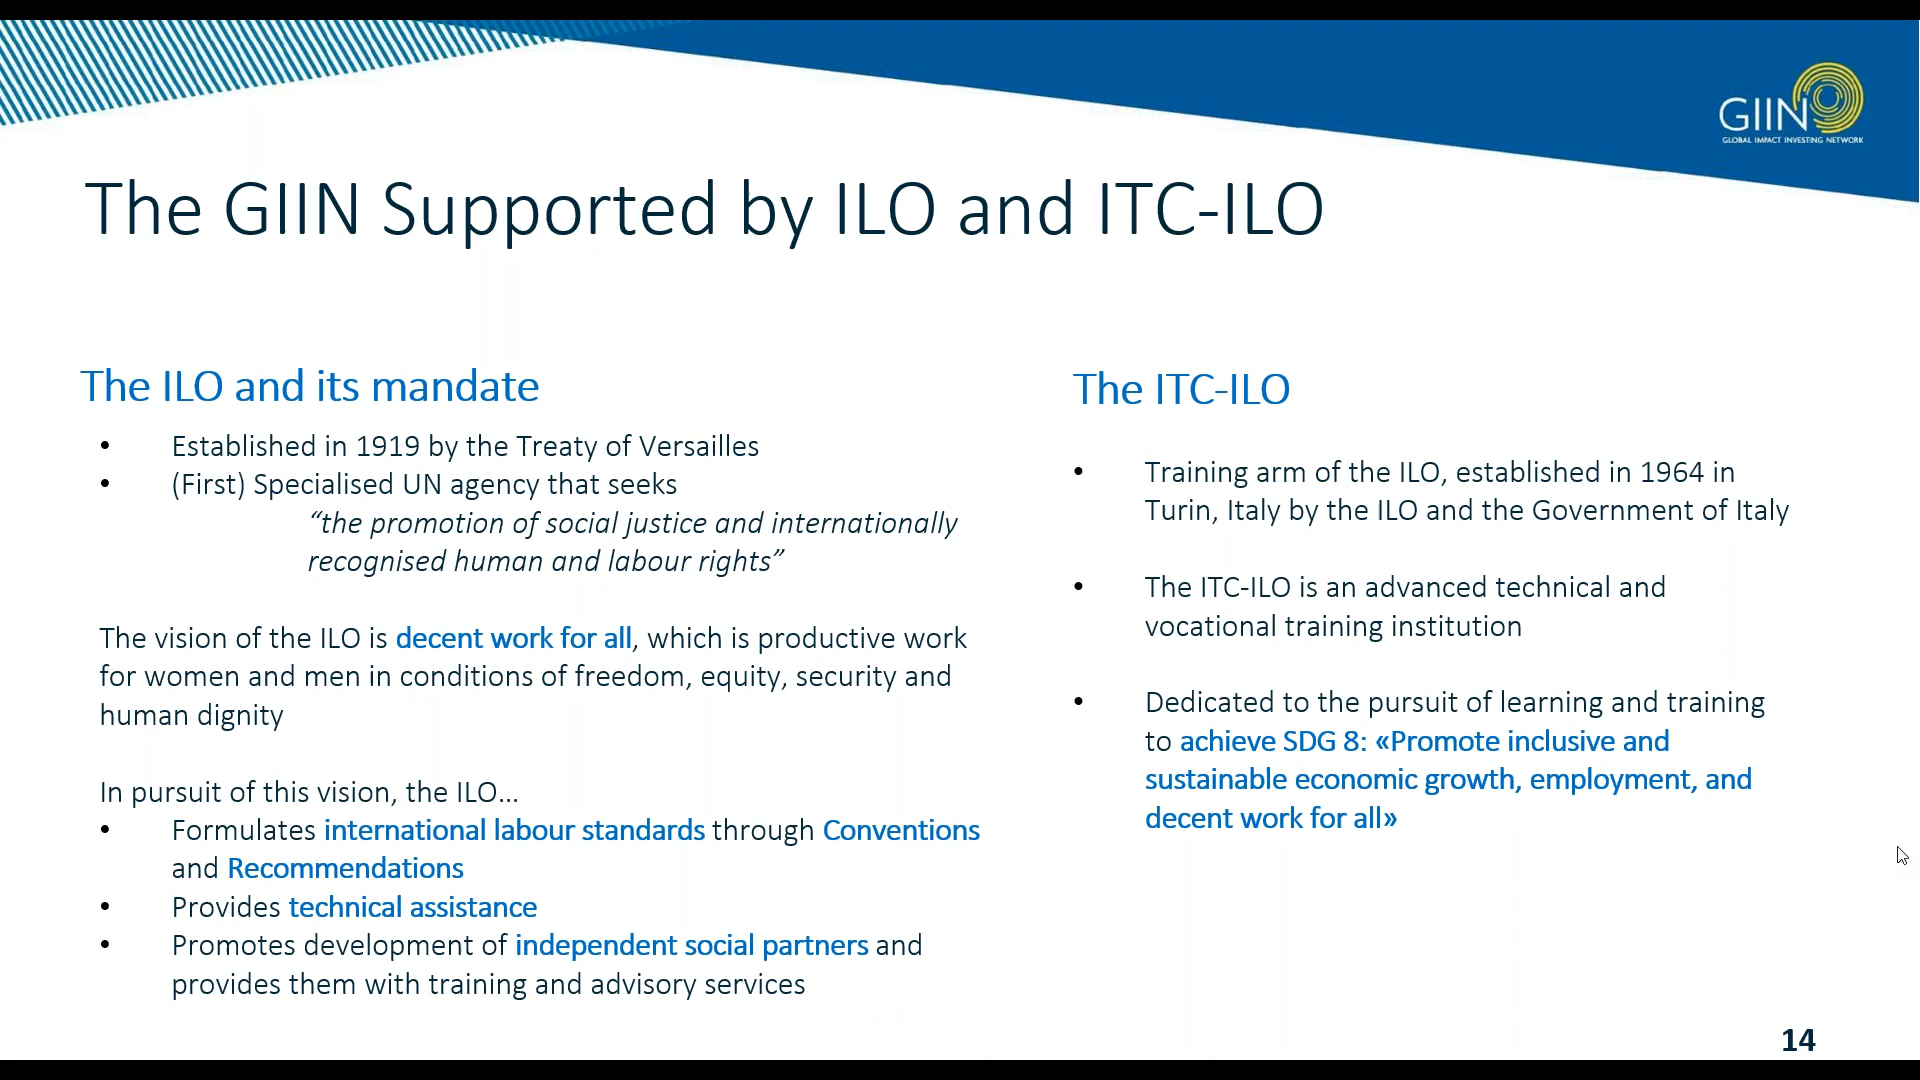 GIIN
GLOBAL IMPACT INVESTING NETWORK
The GIIN Supported by ILO and ITC-ILO
The ILO and its mandate
• Established in 1919 by the Treaty of Versailles
• (First) Specialised UN agency that seeks
“the promotion of social justice and internationally
recognised human and labour rights”
The vision of the ILO is decent work for all, which is productive work
for women and men in conditions of freedom, equity, security and
human dignity
In pursuit of this vision, the ILO…
• Formulates international labour standards through Conventions
and Recommendations
• Provides technical assistance
• Promotes development of independent social partners and
provides them with training and advisory services
The ITC-ILO
• Training arm of the ILO, established in 1964 in
Turin, Italy by the ILO and the Government of Italy
• The ITC-ILO is an advanced technical and
vocational training institution
• Dedicated to the pursuit of learning and training
to achieve SDG 8: «Promote inclusive and
sustainable economic growth, employment, and
decent work for all»
14